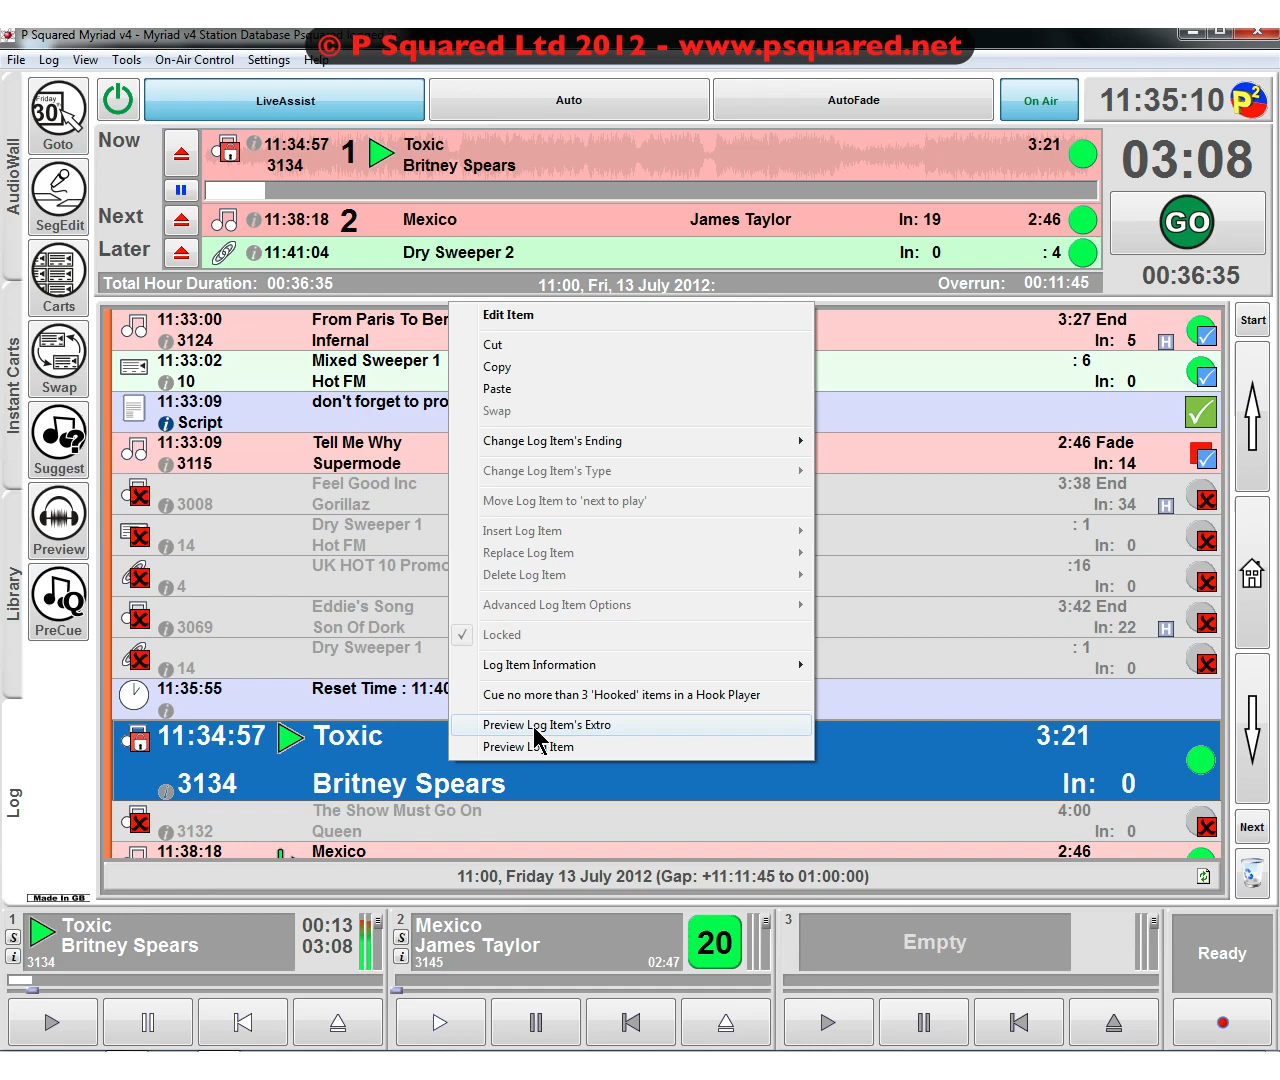 P Squared Myriad v4 - Myriad v4 Station Database Psq
© P Squared Ltd 2012 - www.psquared.net
File Log View Tools On-Air Control Settings Help
AudioWall
Instant Carts
Library
Log
Friday
30
Goto
SegEdit
Carts
Swap
Suggest
Preview
PreCue
Made In GB
LiveAssist Auto AutoFade On Air 11:35:10
Now
11:34:57 1 Toxic 3:21
3134 Britney Spears
03:08
Next 11:38:18 2 Mexico James Taylor In: 19 2:46
GO
Later 11:41:04 Dry Sweeper 2 In: 0 : 4
00:36:35
Total Hour Duration: 00:36:35 11:00, Fri, 13 July 2012: Overrun: 00:11:45
11:33:00 From Paris To Ber 3:27 End
3124 Infernal In: 5 H
11:33:02 Mixed Sweeper 1 : 6
10 Hot FM In: 0
11:33:09 don't forget to pro
Script
11:33:09 Tell Me Why 2:46 Fade
3115 Supermode In: 14
Feel Good Inc 3:38 End
3008 Gorillaz In: 34 H
Dry Sweeper 1 : 1
14 Hot FM In: 0
UK HOT 10 Promo :16
4 In: 0
Eddie's Song 3:42 End
3069 Son Of Dork In: 22 H
Dry Sweeper 1 : 1
14 In: 0
11:35:55 Reset Time : 11:40
11:34:57 Toxic 3:21
3134 Britney Spears In: 0
The Show Must Go On 4:00
3132 Queen In: 0
11:38:18 Mexico 2:46
11:00, Friday 13 July 2012 (Gap: +11:11:45 to 01:00:00)
Edit Item
Cut
Copy
Paste
Swap
Change Log Item's Ending
Change Log Item's Type
Move Log Item to 'next to play'
Insert Log Item
Replace Log Item
Delete Log Item
Advanced Log Item Options
Locked
Log Item Information
Cue no more than 3 'Hooked' items in a Hook Player
Preview Log Item's Extro
Preview Log Item
Start
Next
1 Toxic 00:13
S Britney Spears 03:08
i 3134
2 Mexico 20
S James Taylor
i 3145 02:47
3 Empty
Ready